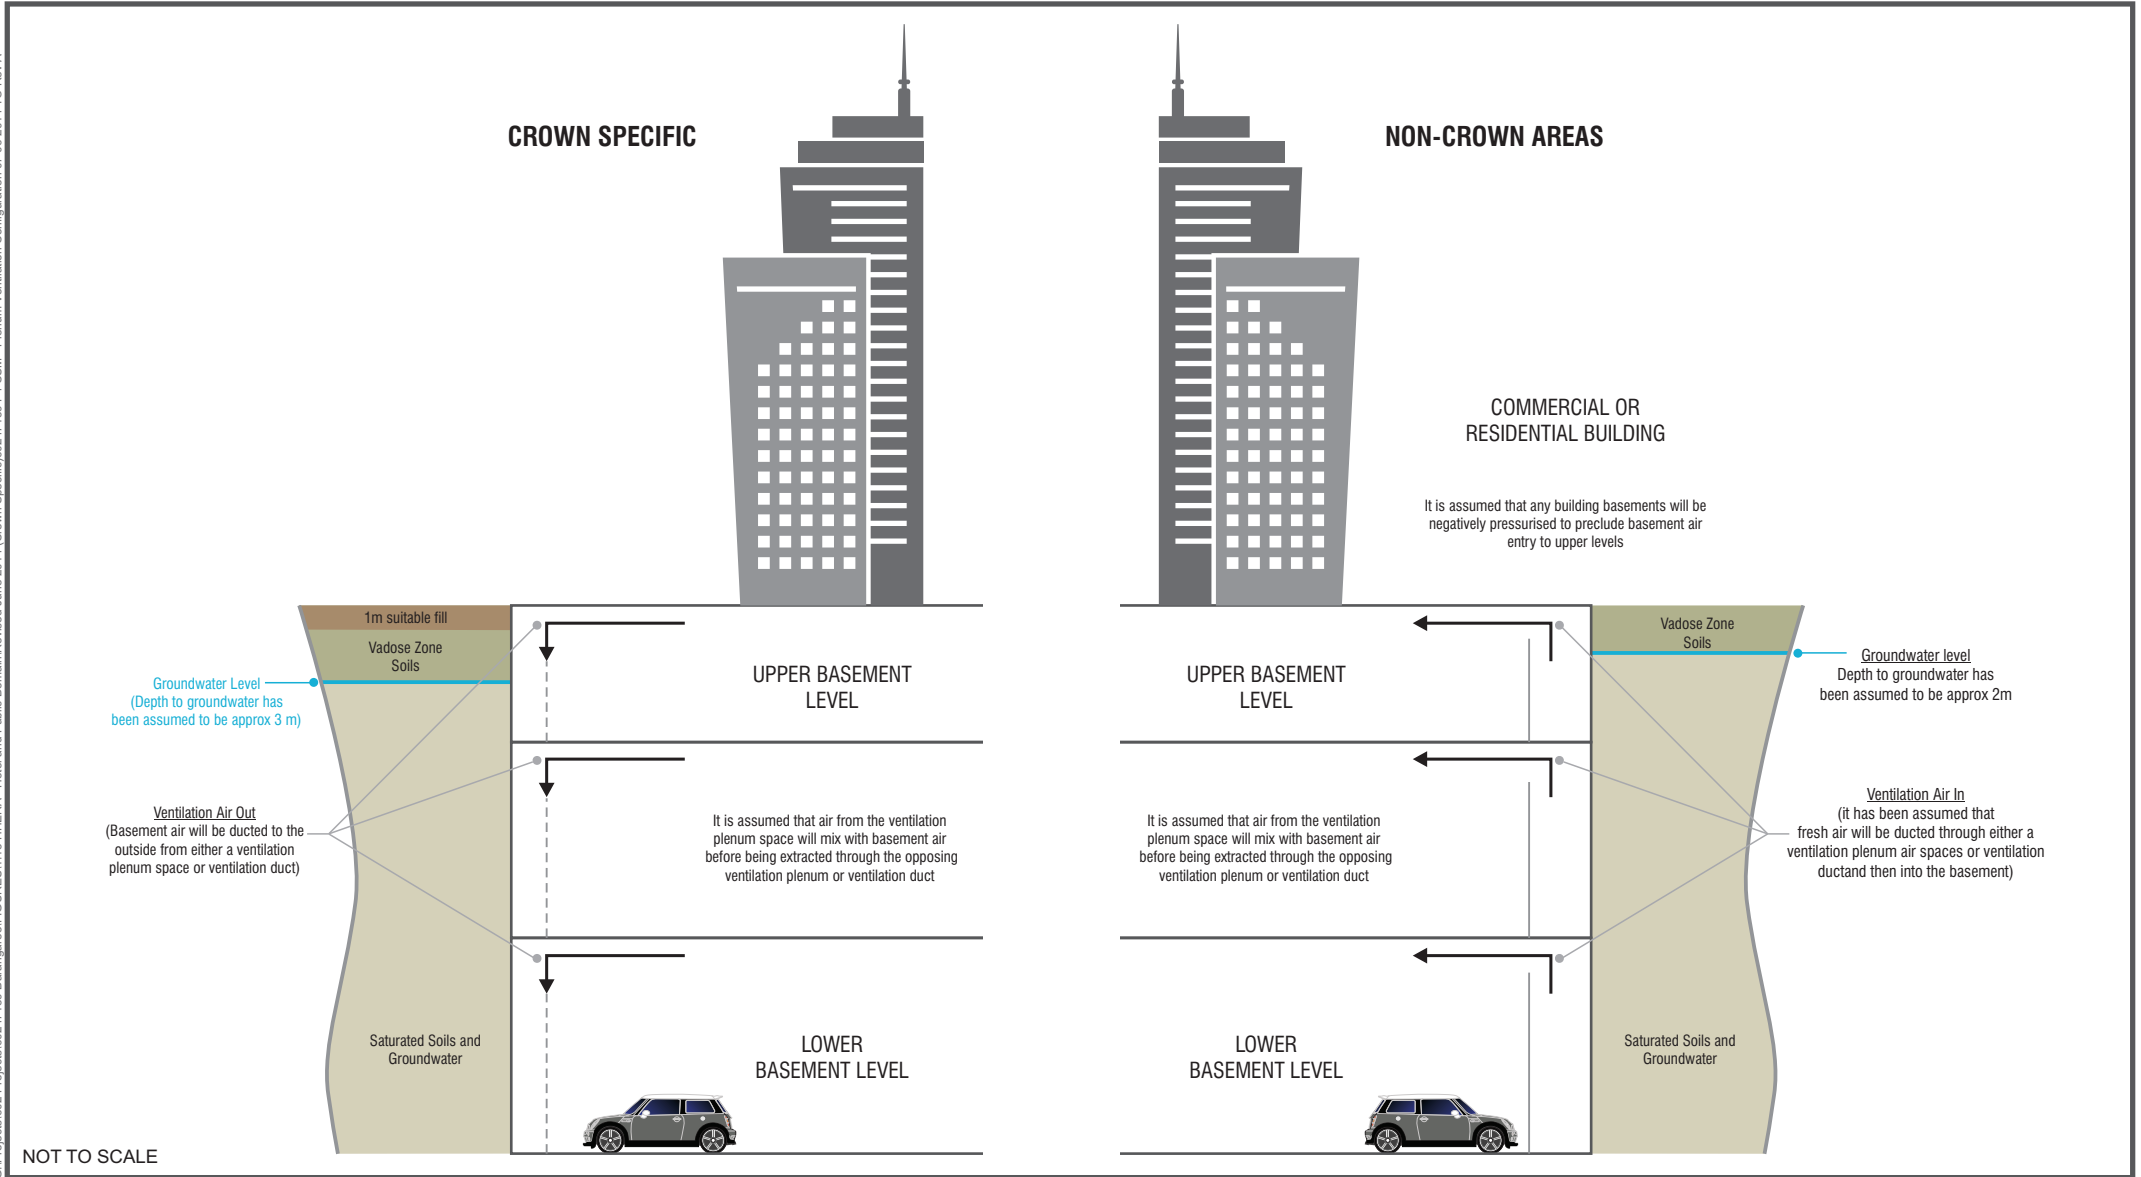 CROWN SPECIFIC
NON-CROWN AREAS
COMMERCIAL OR
RESIDENTIAL BUILDING
It is assumed that any building basements will be
negatively pressurised to preclude basement air
entry to upper levels
1m suitable fill
Vadose Zone
Soils
Groundwater Level
(Depth to groundwater has
been assumed to be approx 3 m)
UPPER BASEMENT
LEVEL
UPPER BASEMENT
LEVEL
Vadose Zone
Soils
Groundwater level
Depth to groundwater has
been assumed to be approx 2m
Ventilation Air Out
(Basement air will be ducted to the
outside from either a ventilation
plenum space or ventilation duct)
It is assumed that air from the ventilation
plenum space will mix with basement air
before being extracted through the opposing
ventilation plenum or ventilation duct
It is assumed that air from the ventilation
plenum space will mix with basement air
before being extracted through the opposing
ventilation plenum or ventilation duct
Ventilation Air In
(it has been assumed that
fresh air will be ducted through either a
ventilation plenum air spaces or ventilation
ductand then into the basement)
Saturated Soils and
Groundwater
LOWER
BASEMENT LEVEL
LOWER
BASEMENT LEVEL
Saturated Soils and
Groundwater
NOT TO SCALE